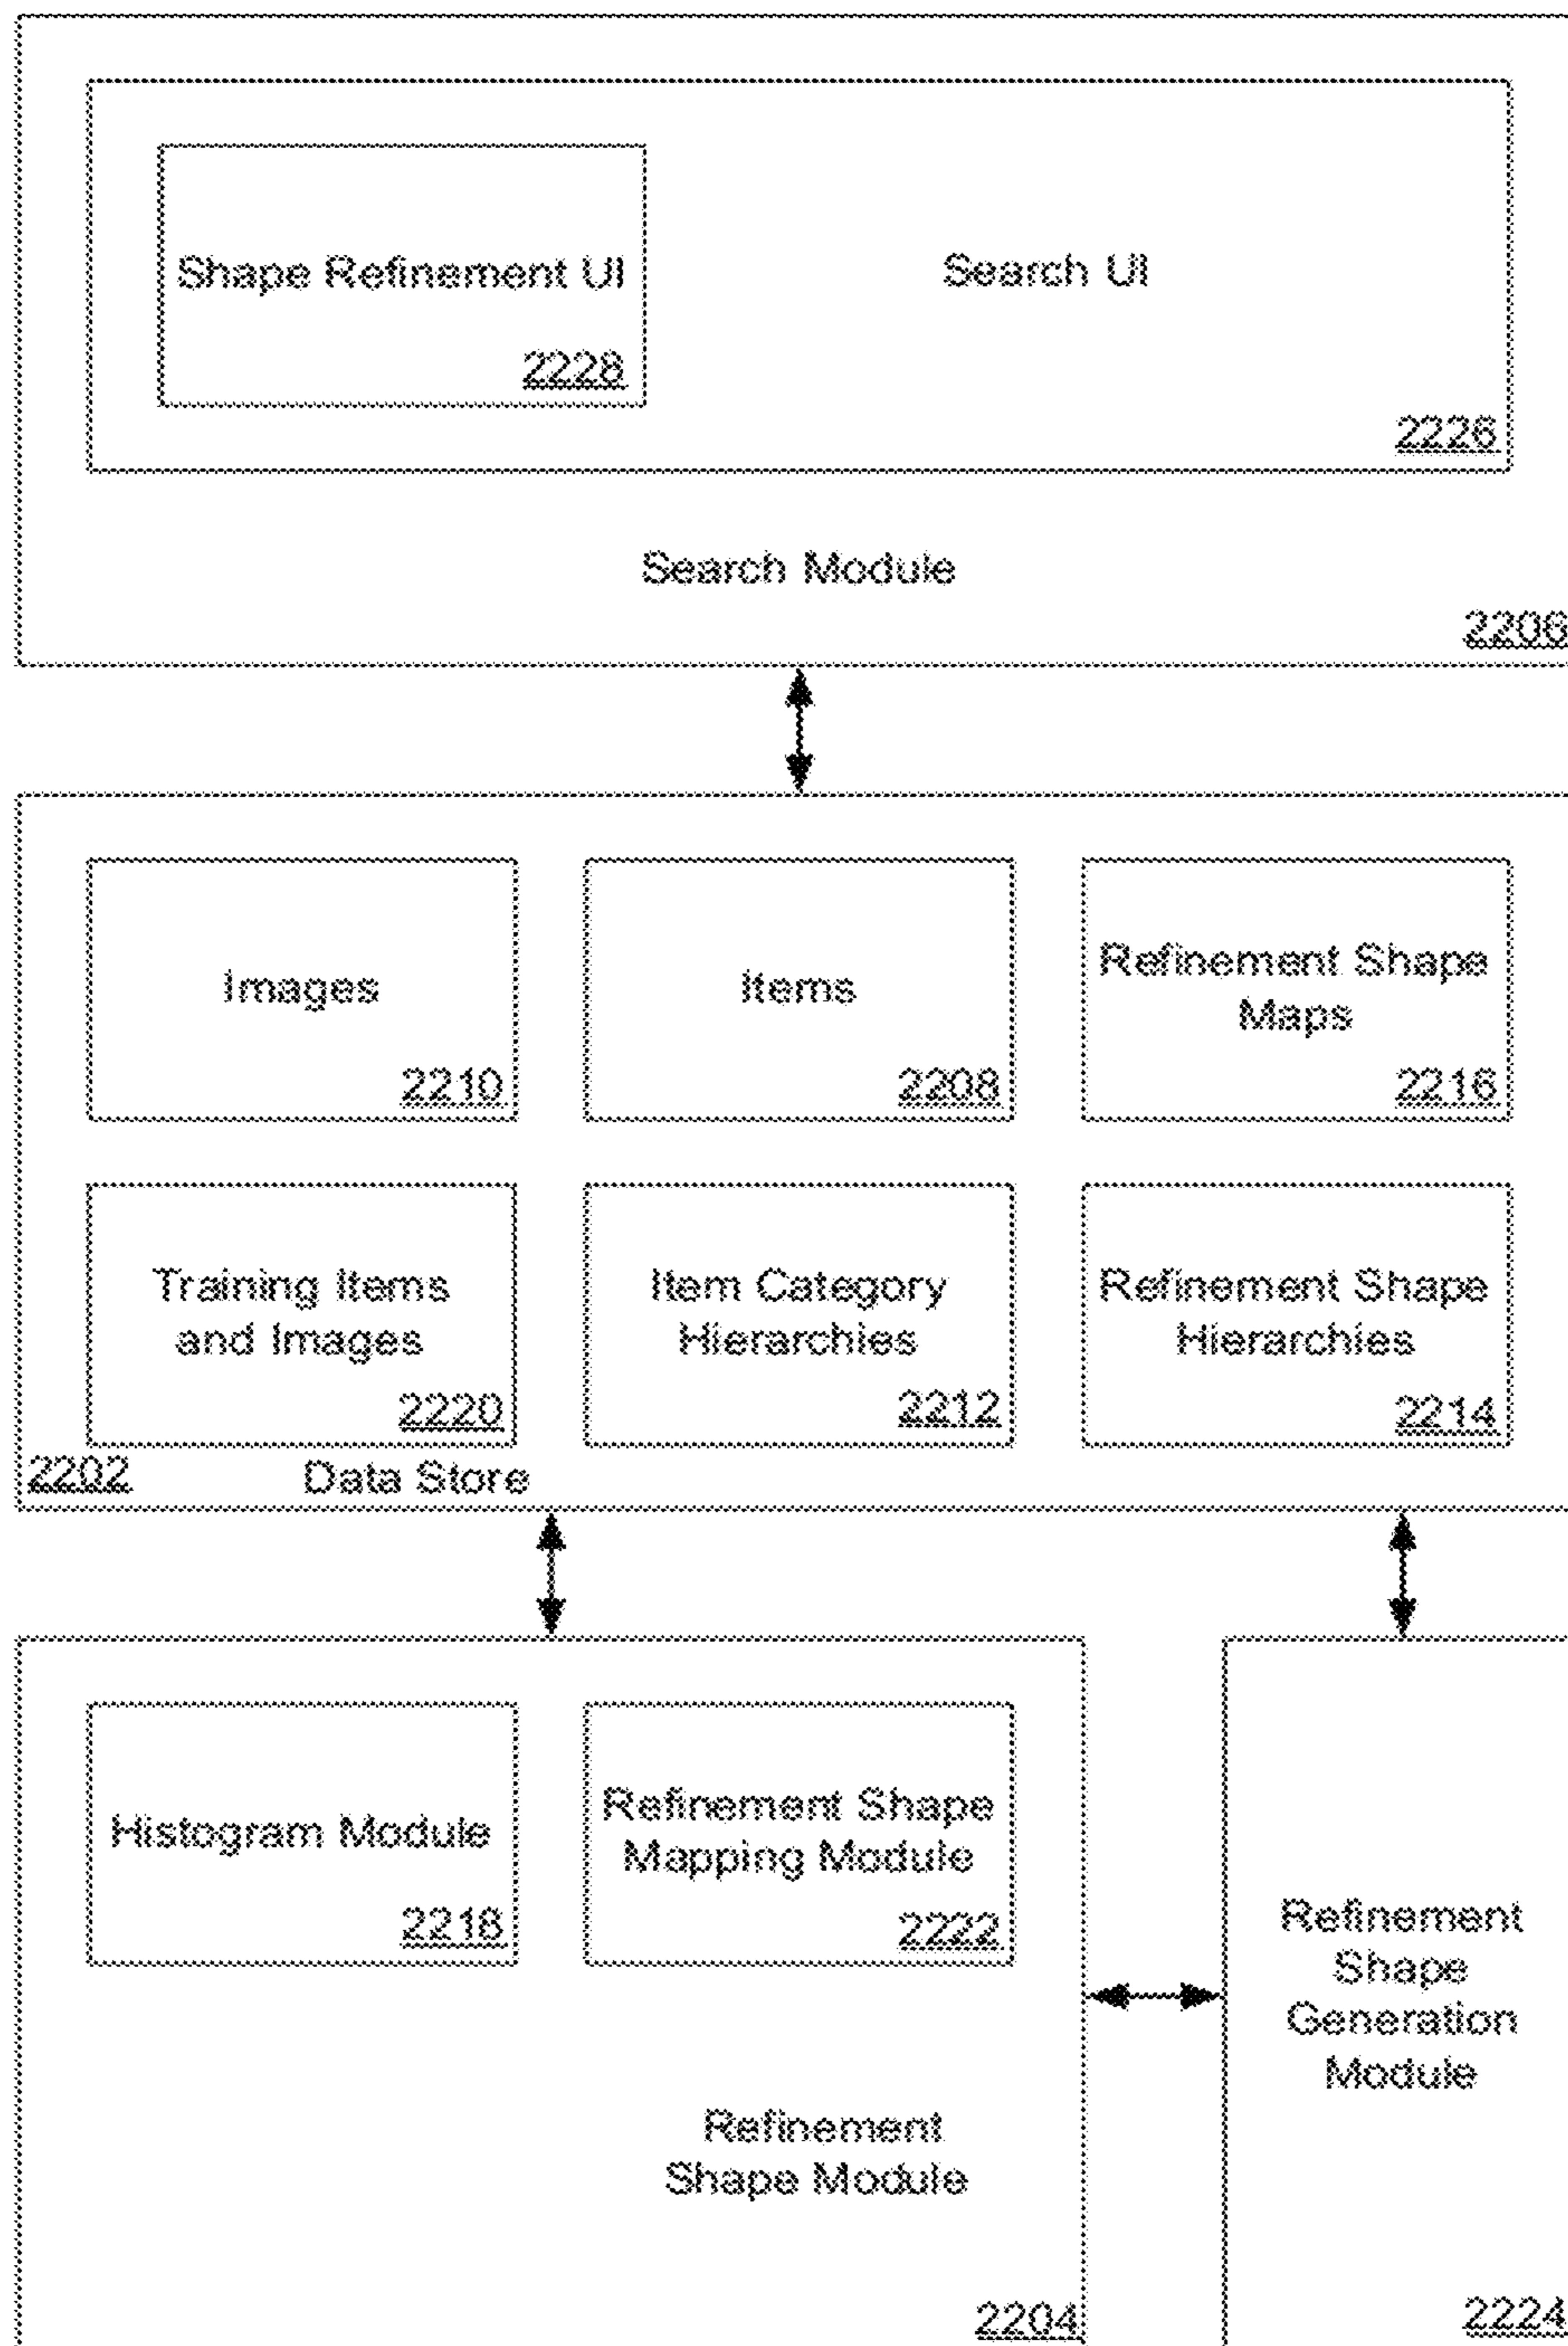 Shape Refinement UI
2228
Search UI
2226
Search Module
2206
Images
2210
Items
2208
Refinement Shape
Maps
2216
Training Items
and Images
2220
Item Category
Hierarchies
2212
Refinement Shape
Hierarchies
2214
2202
Data Store
Histogram Module
2218
Refinement Shape
Mapping Module
2222
Refinement
Shape Module
2204
Refinement
Shape
Generation
Module
2224